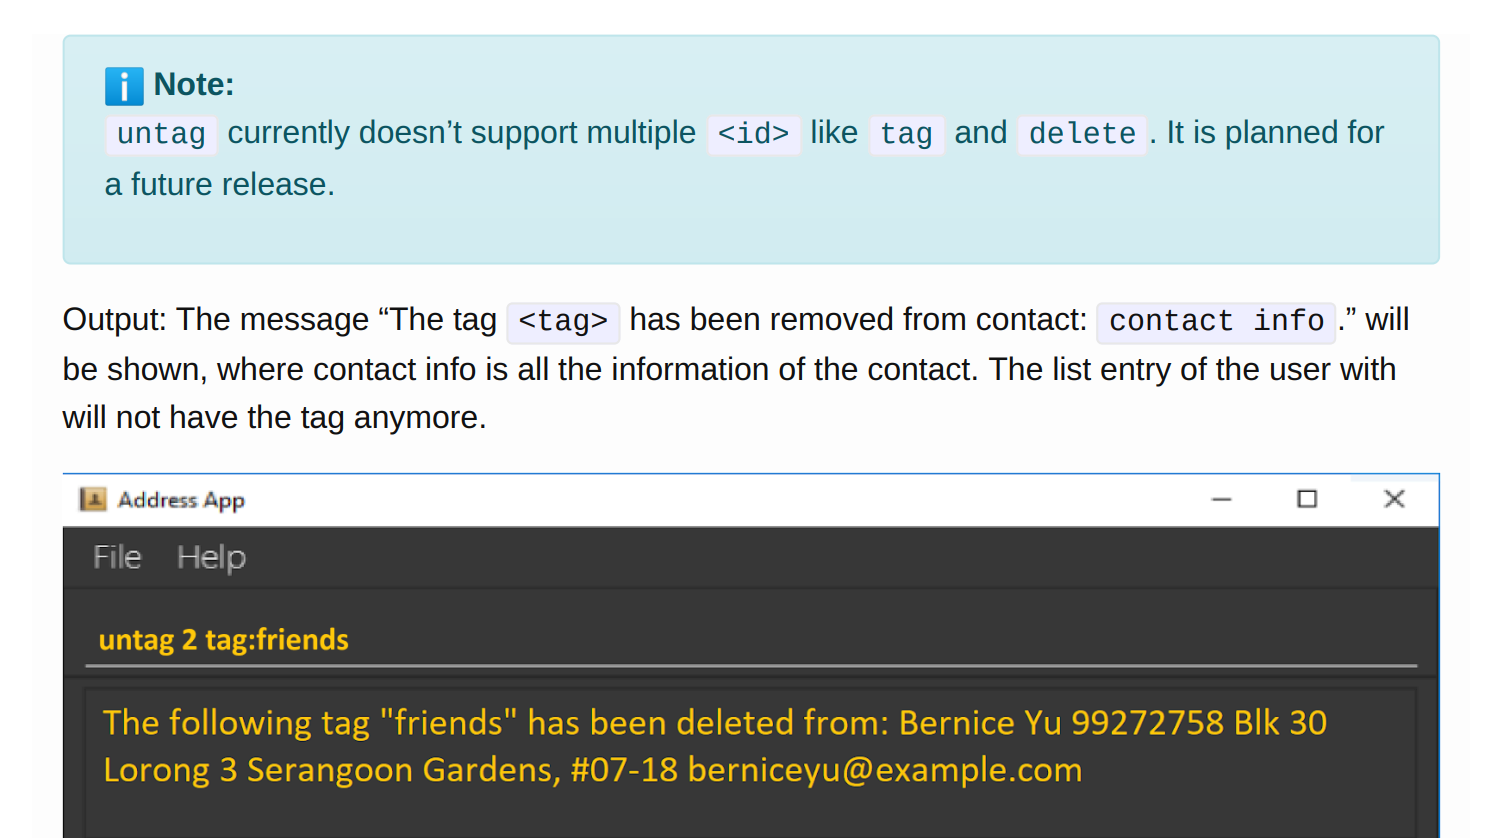 Note:
untag currently doesn’t support multiple <id> like tag and delete. It is planned for
a future release.
Output: The message “The tag <tag> has been removed from contact: contact info.” will
be shown, where contact info is all the information of the contact. The list entry of the user with
will not have the tag anymore.
Address App
File Help
untag 2 tag:friends
The following tag "friends" has been deleted from: Bernice Yu 99272758 Blk 30
Lorong 3 Serangoon Gardens, #07-18 berniceyu@example.com